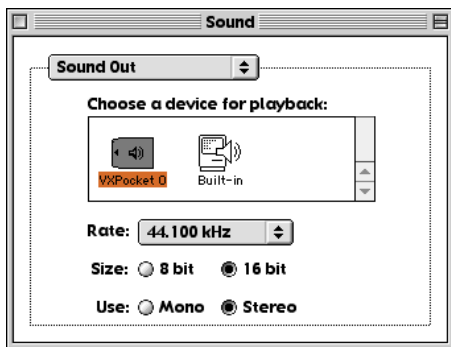 Sound
Sound Out
Choose a device for playback:
VXPocket 0
Built-in
Rate: 44.100 kHz
Size: 8 bit 16 bit
Use: Mono Stereo